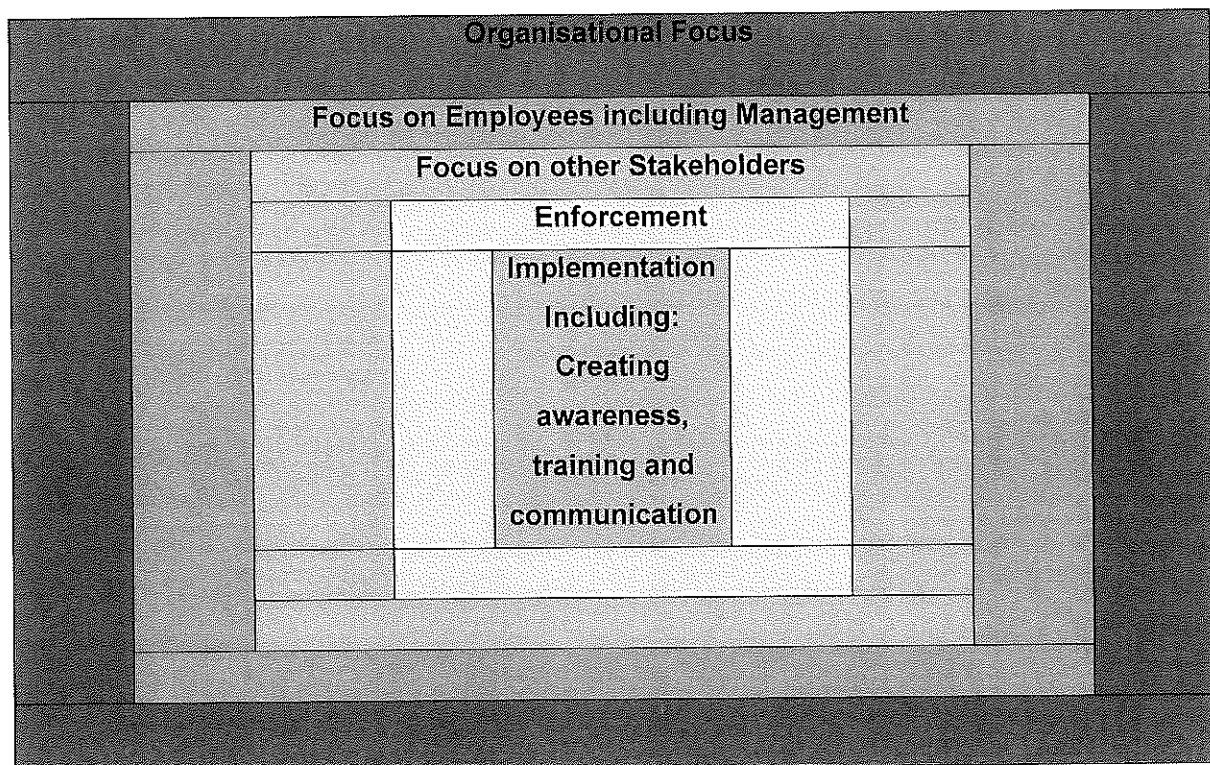 Organisational Focus
Focus on Employees including Management
Focus on other Stakeholders
Enforcement
Implementation
Including:
Creating
awareness,
training and
communication